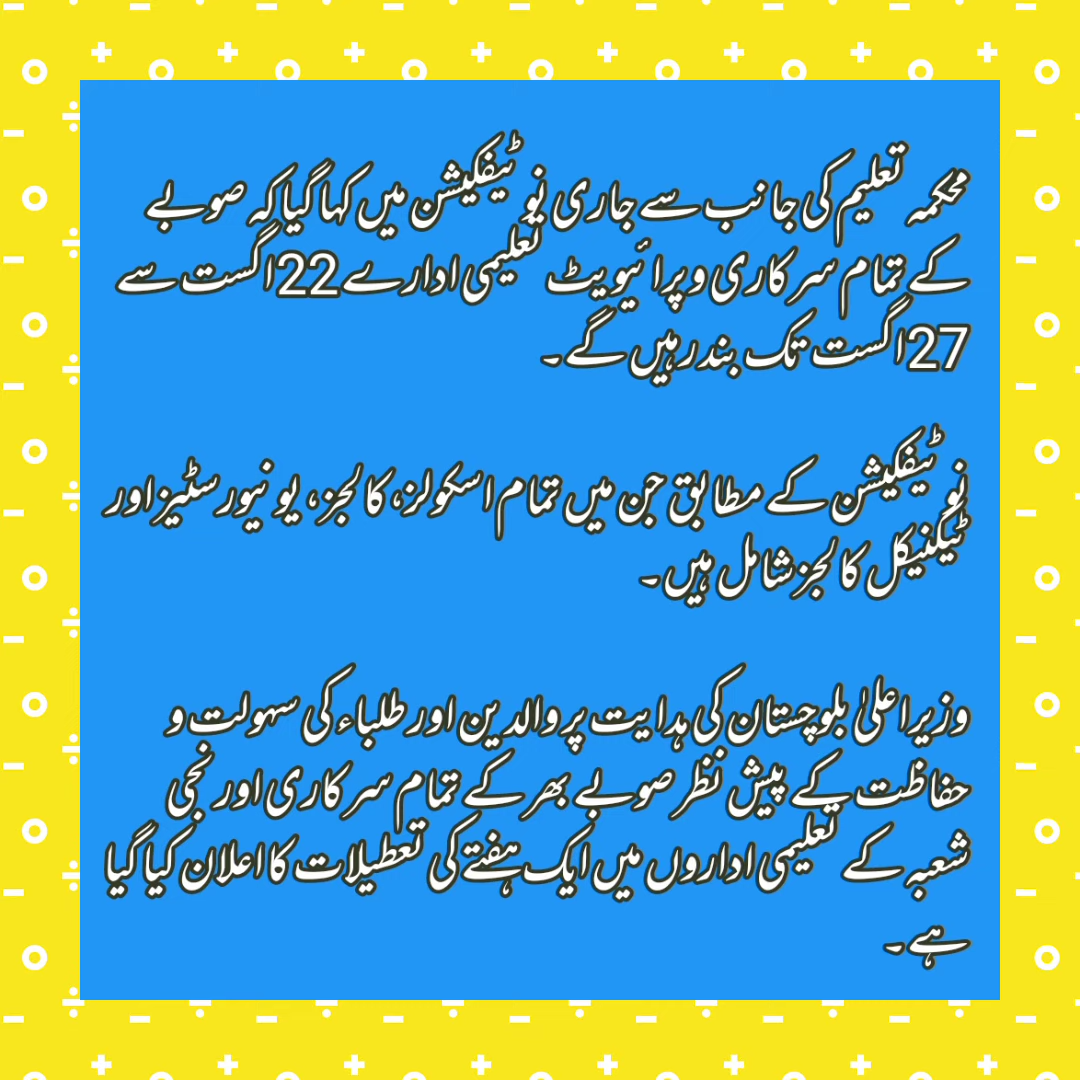 محکمہ تعلیم کی جانب سے جاری نوٹیفکیشن میں کہا گیا کہ صوبے
کے تمام سرکاری و پرائیویٹ تعلیمی ادارے 22 اگست سے
27 اگست تک بند رہیں گے۔
نوٹیفکیشن کے مطابق جن میں تمام اسکولز، کالجز، یونیورسٹیز اور
ٹیکنیکل کالجز شامل ہیں۔
وزیراعلیٰ بلوچستان کی ہدایت پر والدین اور طلباء کی سہولت و
حفاظت کے پیش نظر صوبے بھر کے تمام سرکاری اور نجی
شعبہ کے تعلیمی اداروں میں ایک ہفتے کی تعطیلات کا اعلان کیا گیا
ہے۔